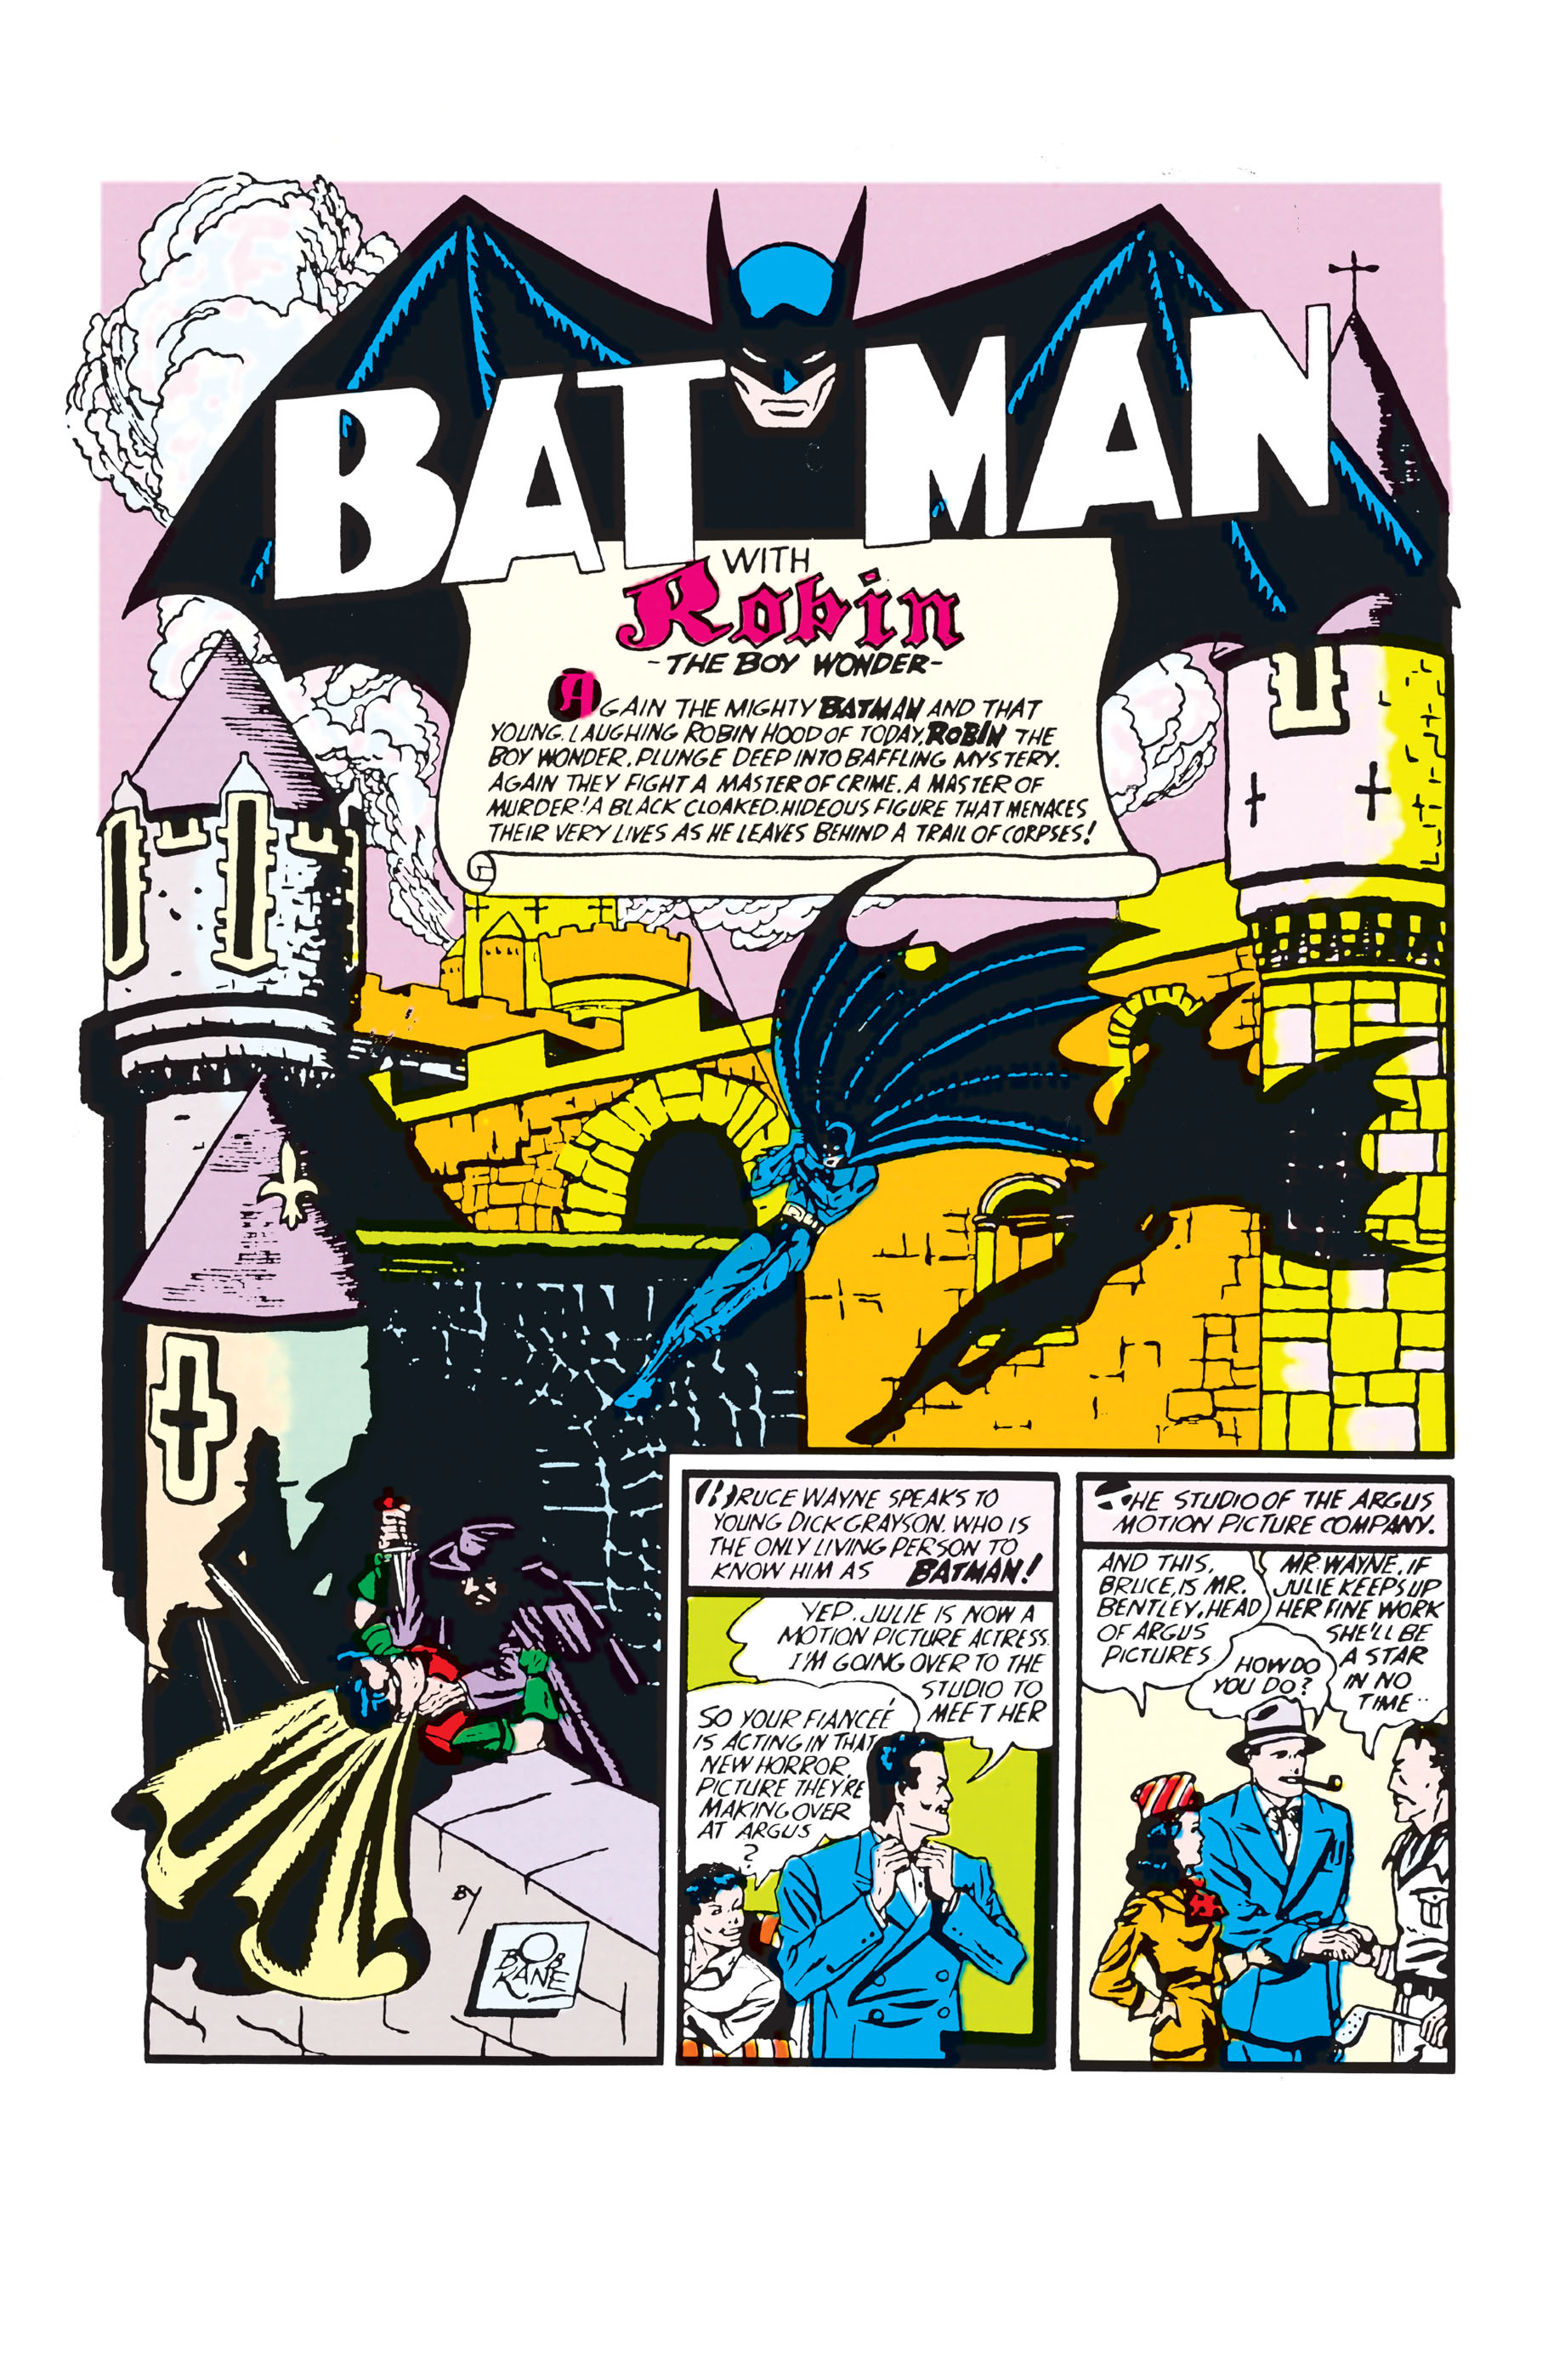 BATMAN
WITH
Robin
-THE BOY WONDER-
AGAIN THE MIGHTY BATMAN AND THAT
YOUNG, LAUGHING ROBIN HOOD OF TODAY, ROBIN THE
BOY WONDER, PLUNGE DEEP INTO BAFFLING MYSTERY.
AGAIN THEY FIGHT A MASTER OF CRIME, A MASTER OF
MURDER! A BLACK CLOAKED, HIDEOUS FIGURE THAT MENACES
THEIR VERY LIVES AS HE LEAVES BEHIND A TRAIL OF CORPSES!
BY
BOB
KANE
BRUCE WAYNE SPEAKS TO
YOUNG DICK GRAYSON, WHO IS
THE ONLY LIVING PERSON TO
KNOW HIM AS BATMAN!
SO YOUR FIANCEÉ
IS ACTING IN THAT
NEW HORROR
PICTURE THEY'RE
MAKING OVER
AT ARGUS
?
YEP. JULIE IS NOW A
MOTION PICTURE ACTRESS.
I'M GOING OVER TO THE
STUDIO TO
MEET HER
THE STUDIO OF THE ARGUS
MOTION PICTURE COMPANY.
AND THIS,
BRUCE, IS MR.
BENTLEY, HEAD
OF ARGUS
PICTURES
HOW DO
YOU DO?
MR. WAYNE, IF
JULIE KEEPS UP
HER FINE WORK
SHE'LL BE
A STAR
IN NO
TIME..